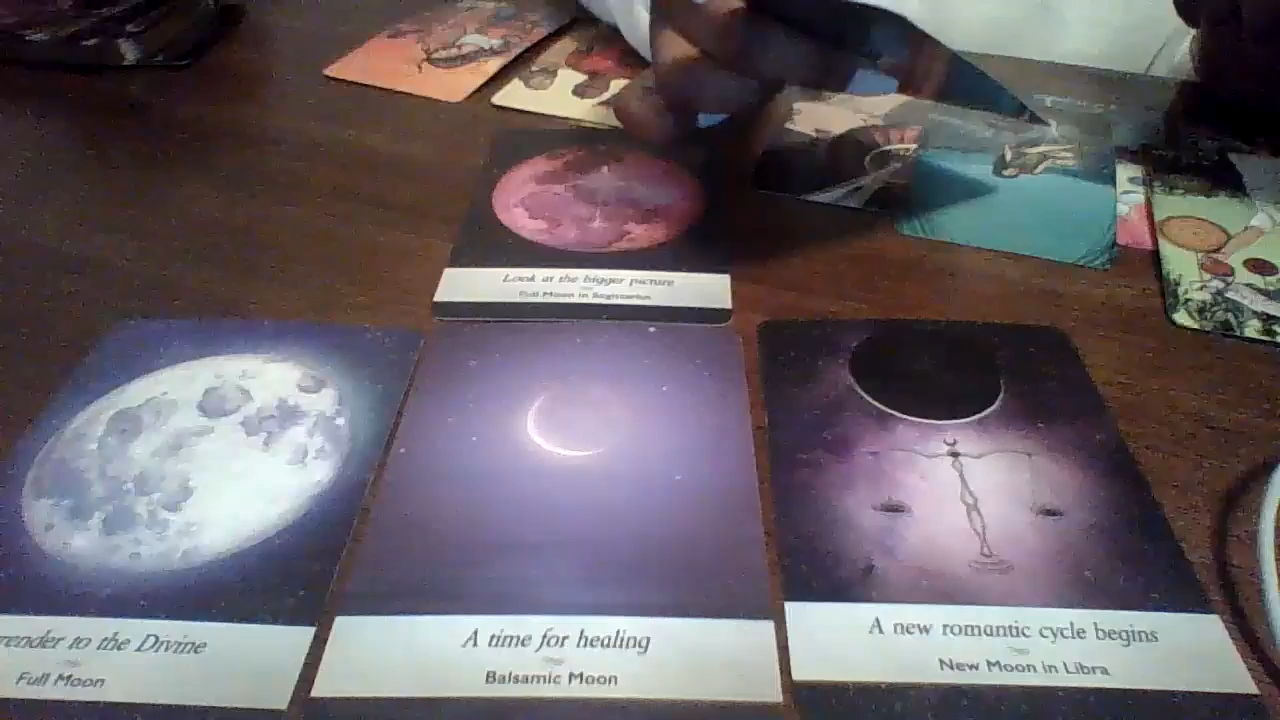 Look at the bigger picture
Full Moon in Sagittarius
render to the Divine
Full Moon
A time for healing
Balsamic Moon
A new romantic cycle begins
New Moon in Libra